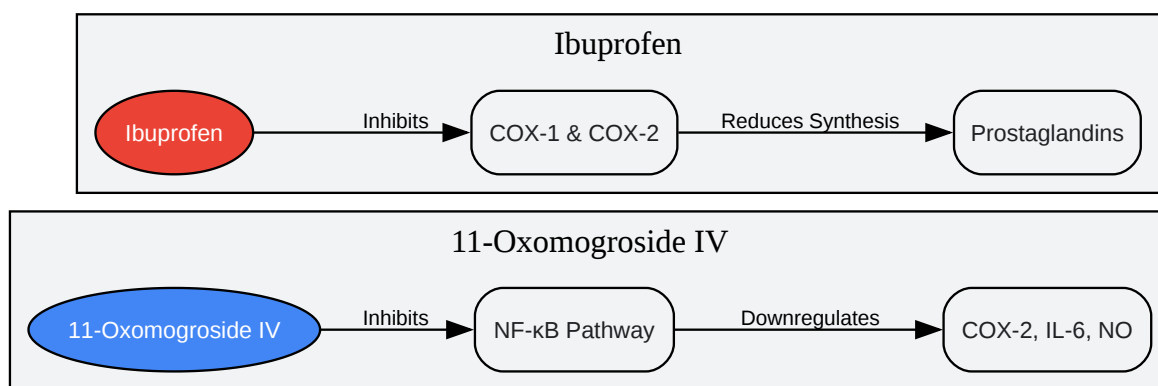 Ibuprofen
Ibuprofen
Inhibits
COX-1 & COX-2
Reduces Synthesis
Prostaglandins
11-Oxomogroside IV
11-Oxomogroside IV
Inhibits
NF-κB Pathway
Downregulates
COX-2, IL-6, NO